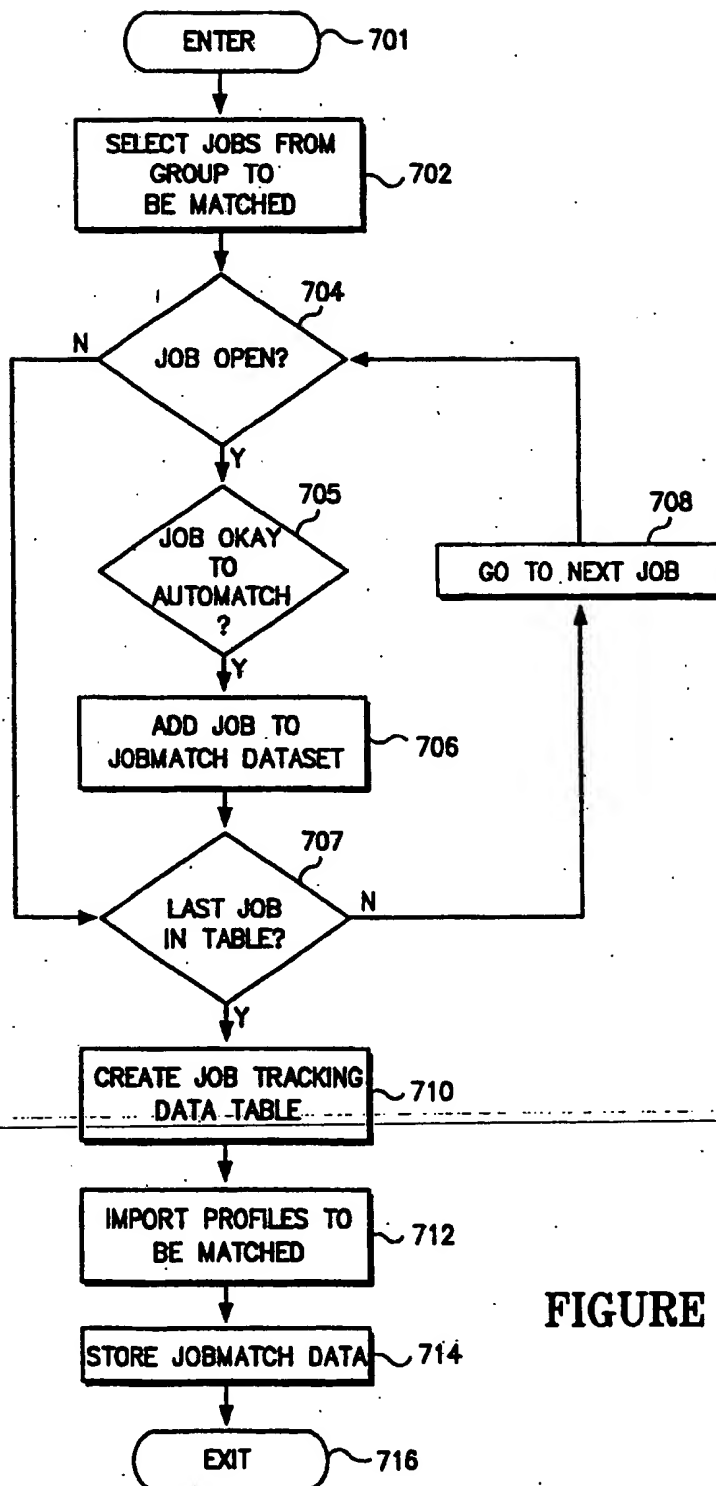 ENTER
701
SELECT JOBS FROM
GROUP TO
BE MATCHED
702
704
JOB OPEN?
N
Y
705
JOB OKAY
TO
AUTOMATCH
?
Y
708
GO TO NEXT JOB
ADD JOB TO
JOBMATCH DATASET
706
707
LAST JOB
IN TABLE?
N
Y
CREATE JOB TRACKING
DATA TABLE
710
IMPORT PROFILES TO
BE MATCHED
712
FIGURE
STORE JOBMATCH DATA
714
EXIT
716